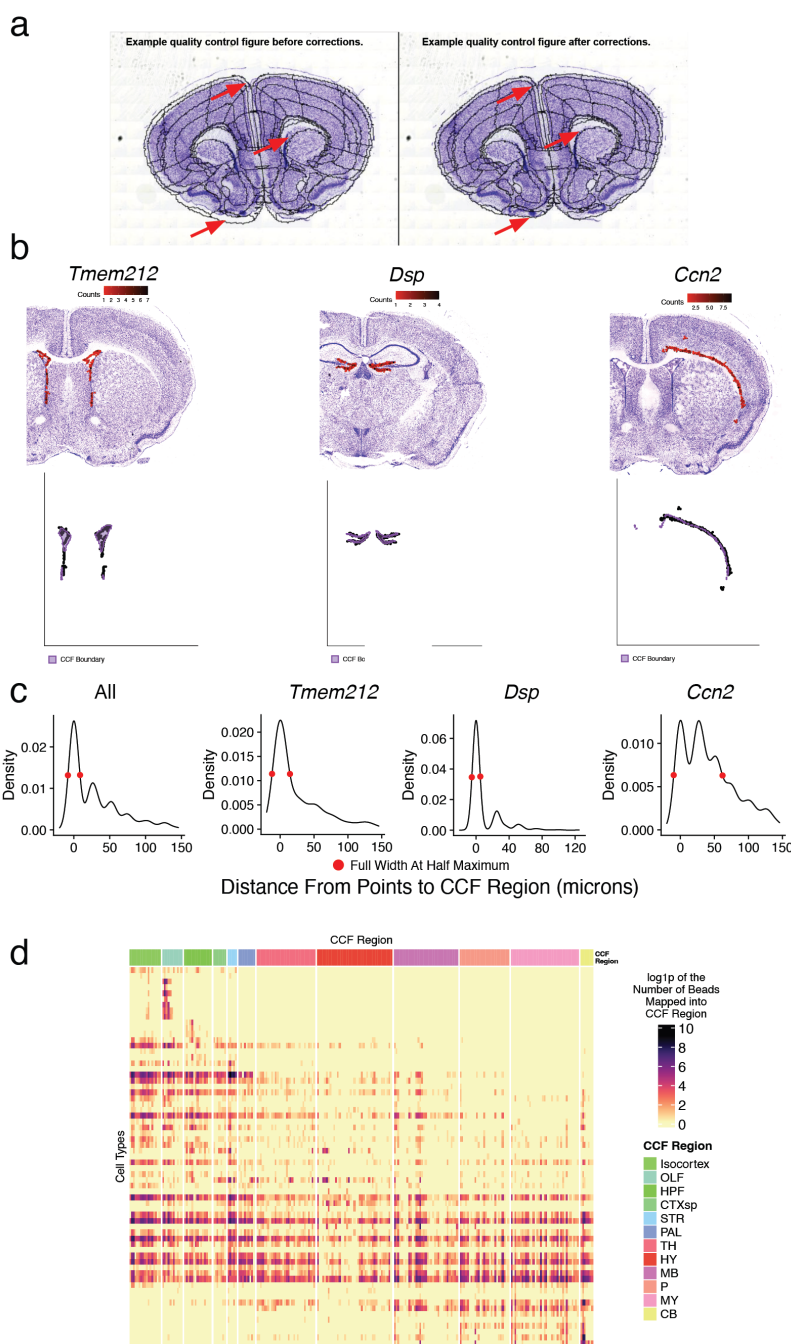 a
Example quality control figure before corrections.
Example quality control figure after corrections.
b
Tmem212
Dsp
Ccn2
Counts
1 2 3 4 5 6 7
Counts
1 2 3 4
Counts
2.5 5.0 7.5
CCF Boundary
CCF Bo
CCF Boundary
c
All
Tmem212
Dsp
Ccn2
Density
0.02
0.01
0.00
0 50 100 150
Density
0.020
0.015
0.010
0.005
0.000
0 50 100 150
Density
0.06
0.04
0.02
0.00
0 40 80 120
Density
0.010
0.005
0.000
0 50 100 150
Full Width At Half Maximum
Distance From Points to CCF Region (microns)
d
CCF Region
CCF
Region
Cell Types
log1p of the
Number of Beads
Mapped into
CCF Region
10
8
6
4
2
0
CCF Region
Isocortex
OLF
HPF
CTXsp
STR
PAL
TH
HY
MB
P
MY
CB